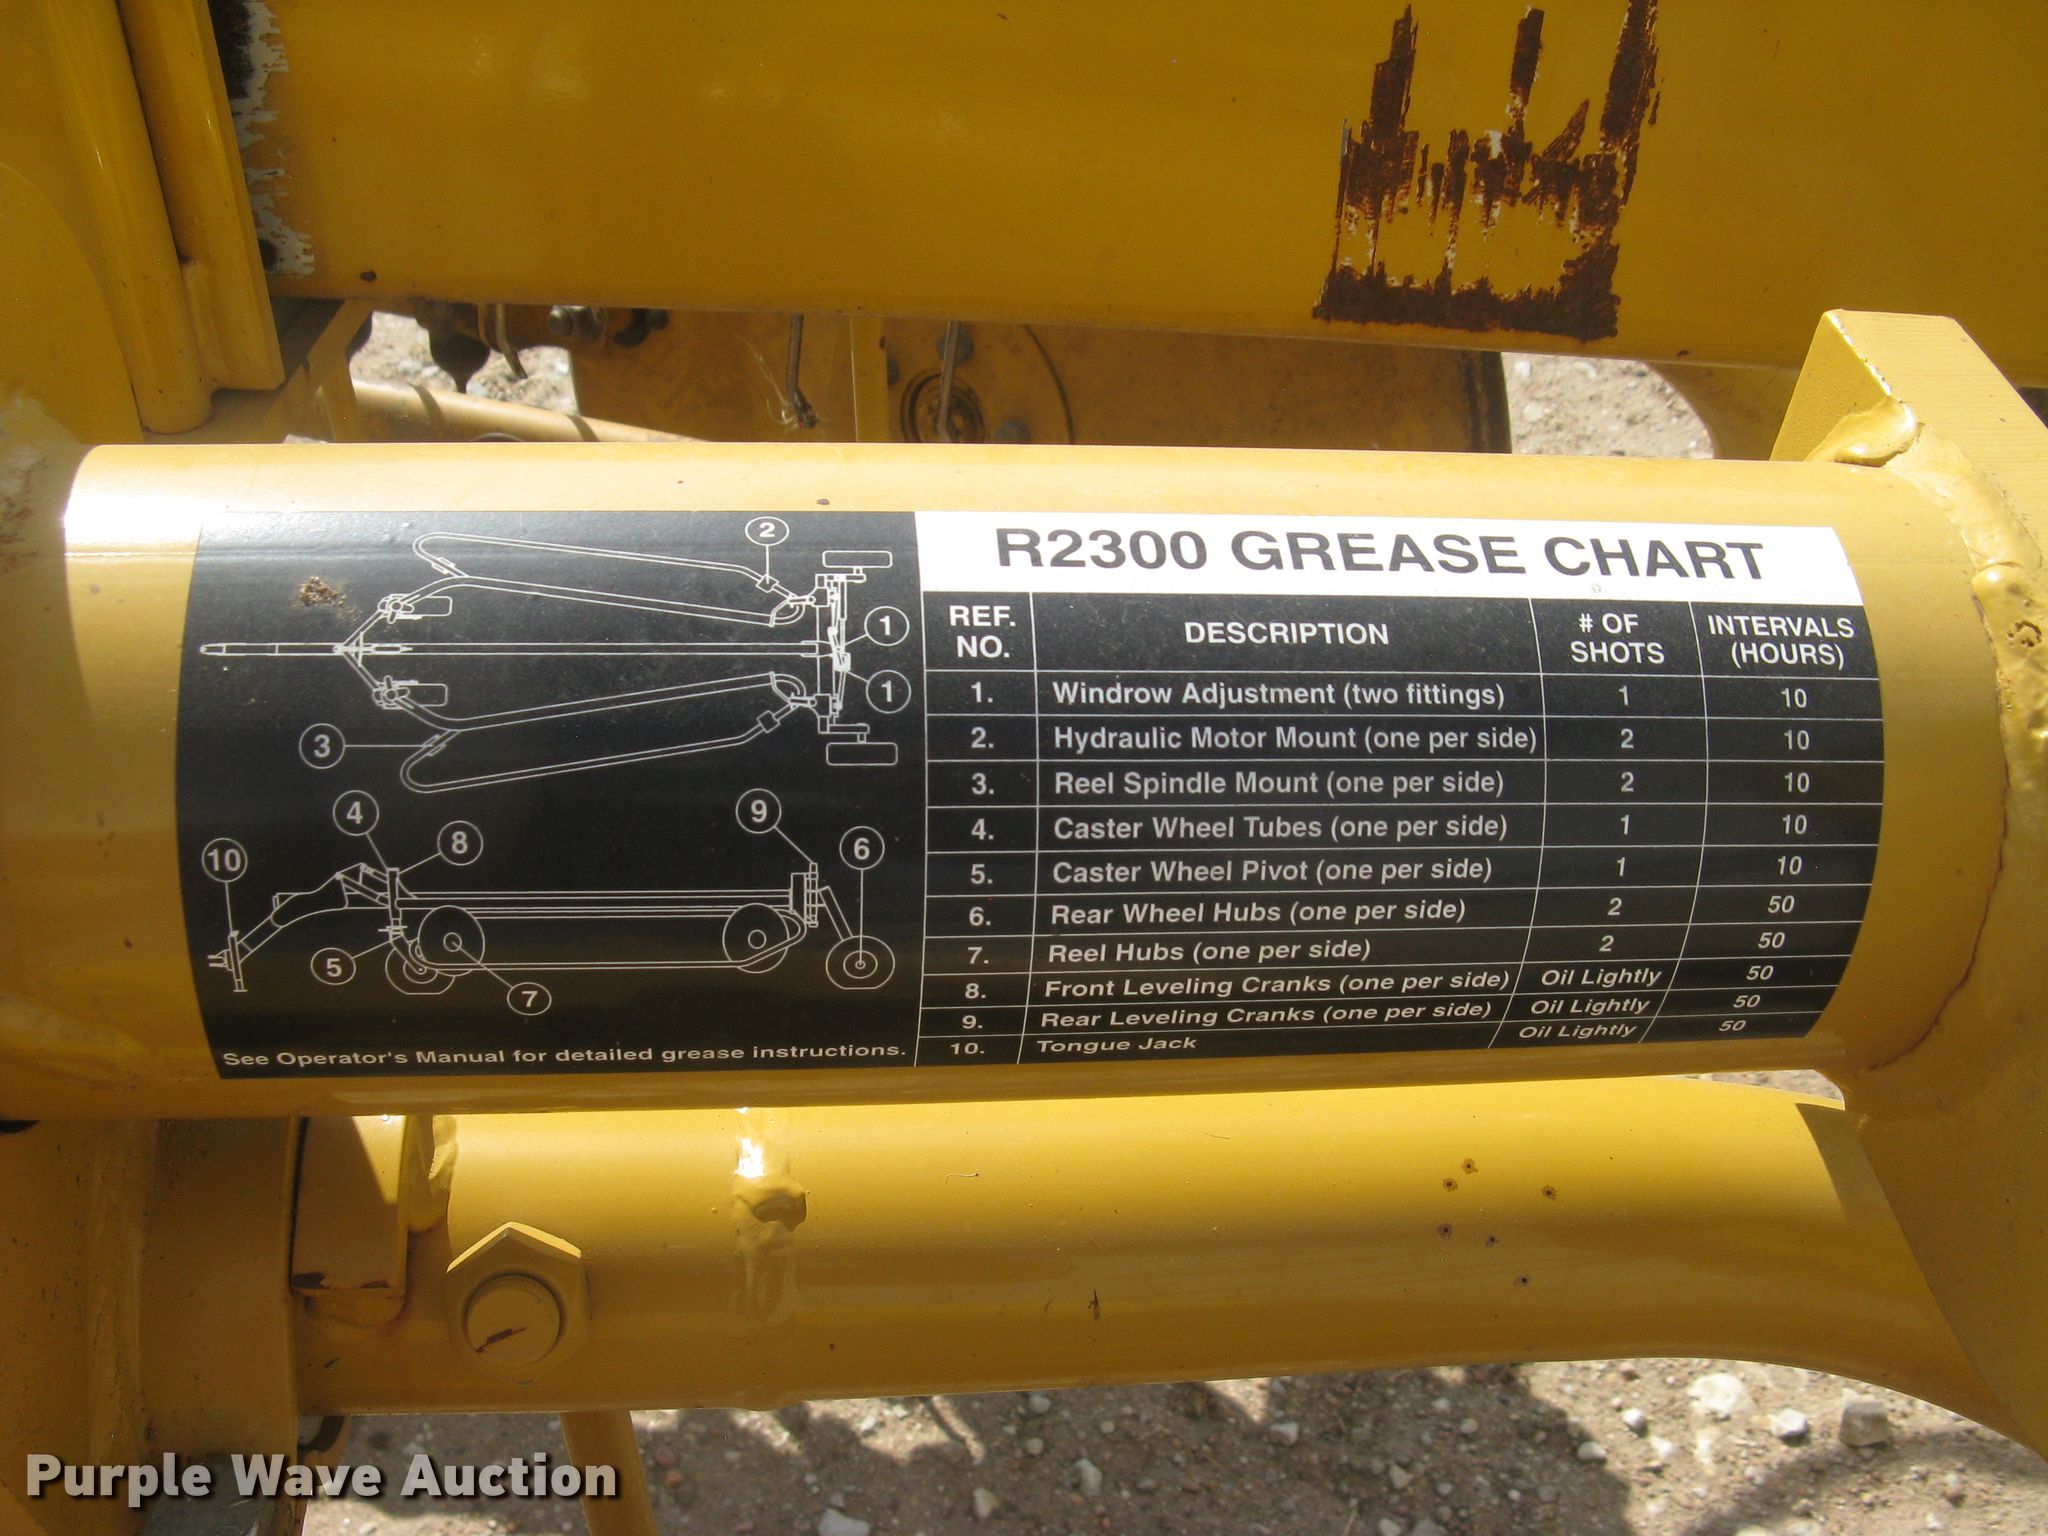 R2300 GREASE CHART
REF. NO. DESCRIPTION # OF SHOTS INTERVALS (HOURS)
1. Windrow Adjustment (two fittings) 1 10
2. Hydraulic Motor Mount (one per side) 2 10
3. Reel Spindle Mount (one per side) 2 10
4. Caster Wheel Tubes (one per side) 1 10
5. Caster Wheel Pivot (one per side) 1 10
6. Rear Wheel Hubs (one per side) 2 50
7. Reel Hubs (one per side) 2 50
8. Front Leveling Cranks (one per side) Oil Lightly 50
9. Rear Leveling Cranks (one per side) Oil Lightly 50
10. Tongue Jack Oil Lightly 50
2
1
1
3
4
9
8
6
10
5
7
See Operator's Manual for detailed grease instructions.
Purple Wave Auction